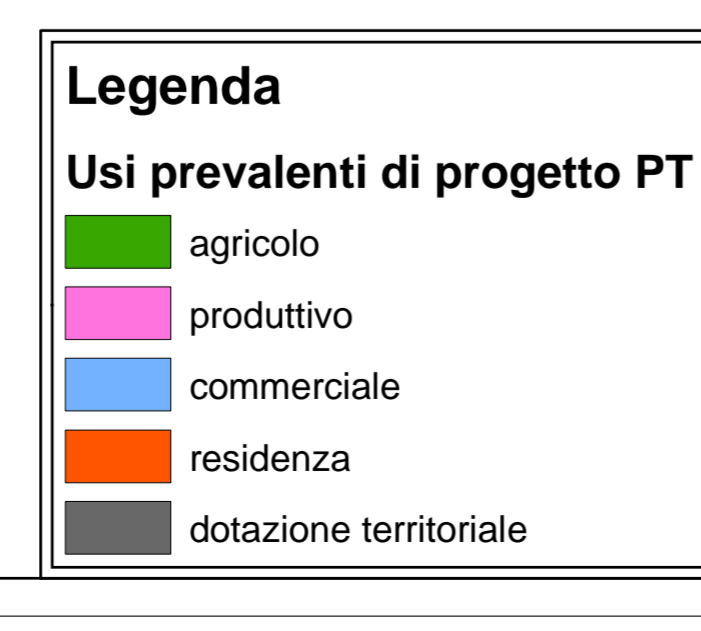 Legenda
Usi prevalenti di progetto PT
agricolo
produttivo
commerciale
residenza
dotazione territoriale